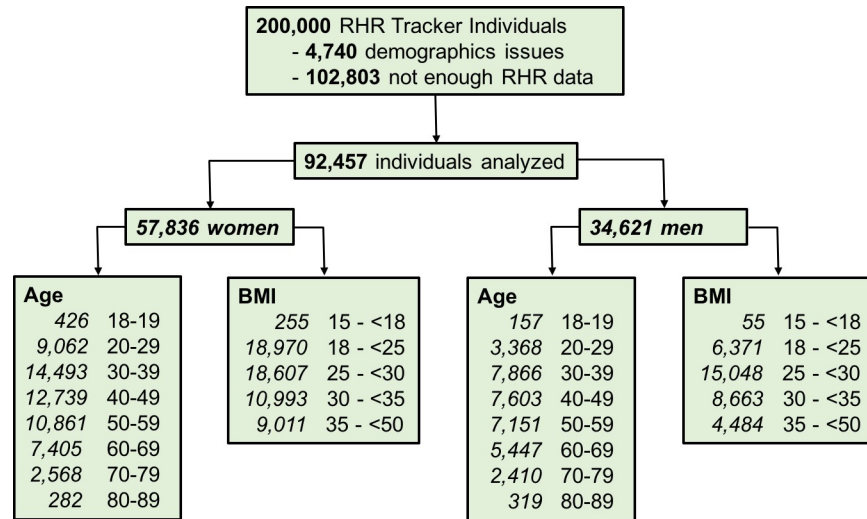 200,000 RHR Tracker Individuals
- 4,740 demographics issues
- 102,803 not enough RHR data
92,457 individuals analyzed
57,836 women
34,621 men
Age
426 18-19
9,062 20-29
14,493 30-39
12,739 40-49
10,861 50-59
7,405 60-69
2,568 70-79
282 80-89
BMI
255 15 - <18
18,970 18 - <25
18,607 25 - <30
10,993 30 - <35
9,011 35 - <50
Age
157 18-19
3,368 20-29
7,866 30-39
7,603 40-49
7,151 50-59
5,447 60-69
2,410 70-79
319 80-89
BMI
55 15 - <18
6,371 18 - <25
15,048 25 - <30
8,663 30 - <35
4,484 35 - <50